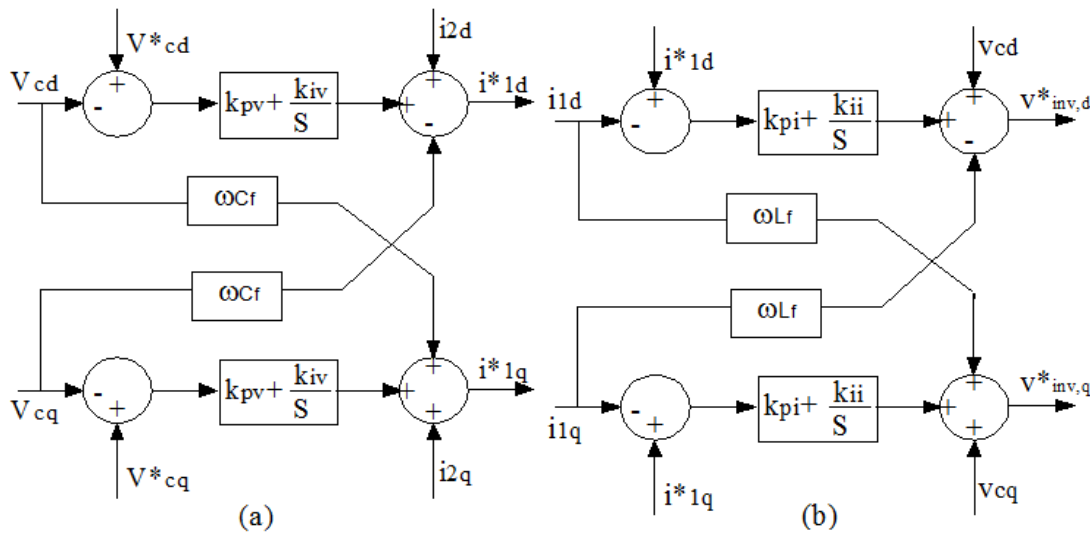 V*cd
i2d
Vcd
+
-
kpv+ kiv/S
+
+
-
i*1d
ωCf
ωCf
Vcq
-
+
kpv+ kiv/S
+
+
+
i*1q
V*cq
i2q
(a)
i*1d
vcd
i1d
+
-
kpi+ kii/S
+
+
-
v*inv,d
ωLf
ωLf
i1q
-
+
kpi+ kii/S
+
+
+
v*inv,q
i*1q
vcq
(b)